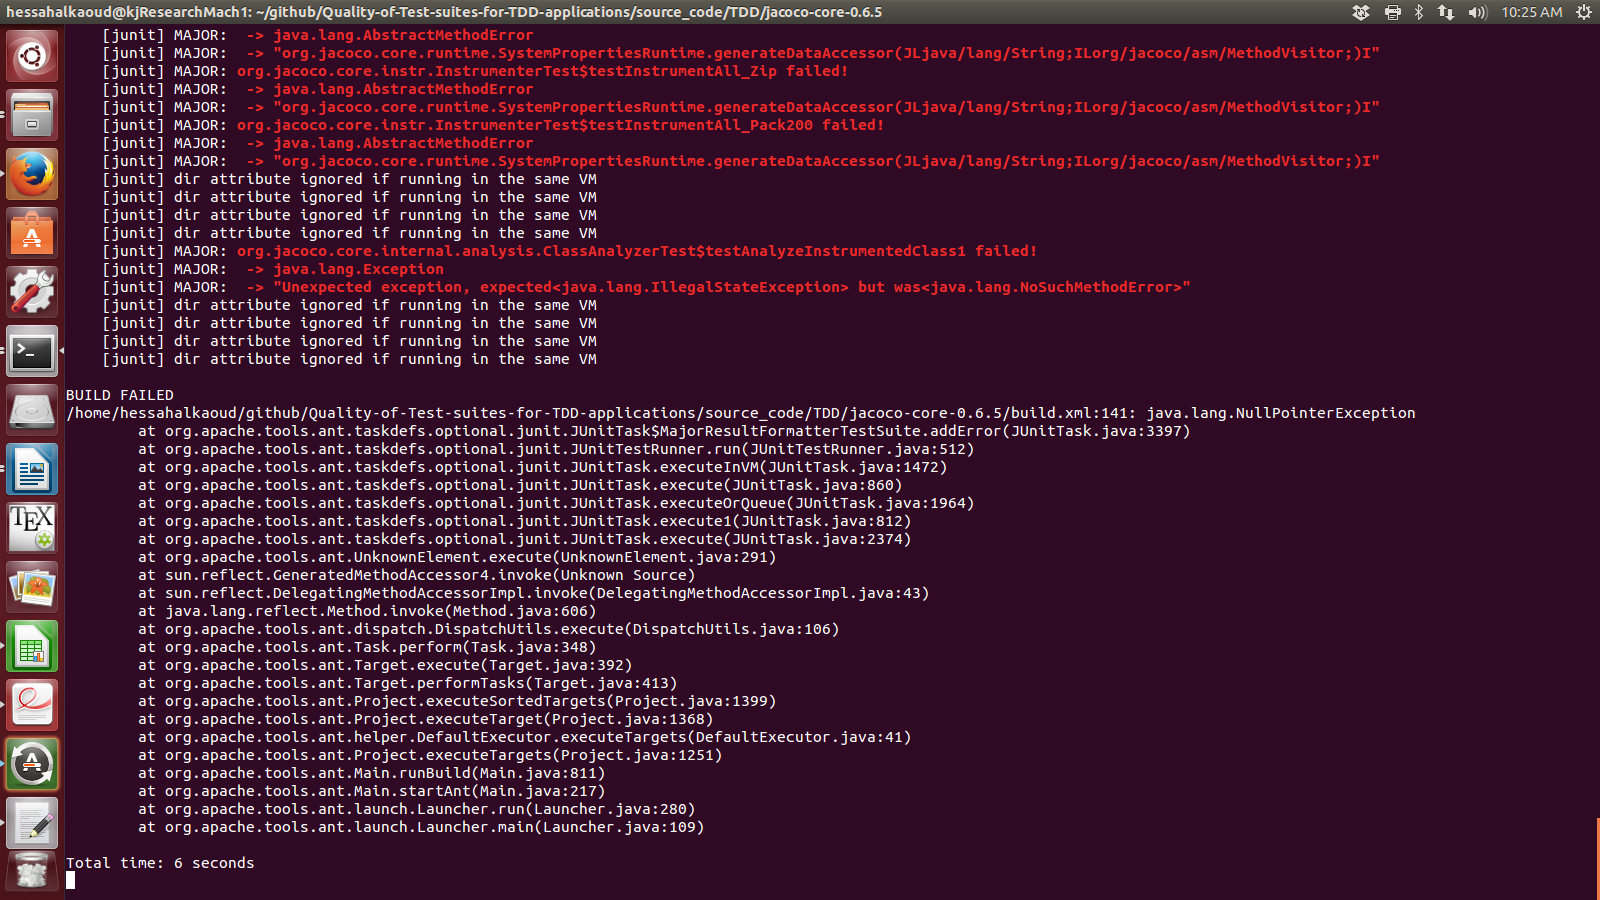 hessahalkaoud@kjResearchMach1: ~/github/Quality-of-Test-suites-for-TDD-applications/source_code/TDD/jacoco-core-0.6.5 10:25 AM
[junit] MAJOR:  -> java.lang.AbstractMethodError
[junit] MAJOR:  -> "org.jacoco.core.runtime.SystemPropertiesRuntime.generateDataAccessor(JLjava/lang/String;ILorg/jacoco/asm/MethodVisitor;)I"
[junit] MAJOR: org.jacoco.core.instr.InstrumenterTest$testInstrumentAll_Zip failed!
[junit] MAJOR:  -> java.lang.AbstractMethodError
[junit] MAJOR:  -> "org.jacoco.core.runtime.SystemPropertiesRuntime.generateDataAccessor(JLjava/lang/String;ILorg/jacoco/asm/MethodVisitor;)I"
[junit] MAJOR: org.jacoco.core.instr.InstrumenterTest$testInstrumentAll_Pack200 failed!
[junit] MAJOR:  -> java.lang.AbstractMethodError
[junit] MAJOR:  -> "org.jacoco.core.runtime.SystemPropertiesRuntime.generateDataAccessor(JLjava/lang/String;ILorg/jacoco/asm/MethodVisitor;)I"
[junit] dir attribute ignored if running in the same VM
[junit] dir attribute ignored if running in the same VM
[junit] dir attribute ignored if running in the same VM
[junit] dir attribute ignored if running in the same VM
[junit] MAJOR: org.jacoco.core.internal.analysis.ClassAnalyzerTest$testAnalyzeInstrumentedClass1 failed!
[junit] MAJOR:  -> java.lang.Exception
[junit] MAJOR:  -> "Unexpected exception, expected<java.lang.IllegalStateException> but was<java.lang.NoSuchMethodError>"
[junit] dir attribute ignored if running in the same VM
[junit] dir attribute ignored if running in the same VM
[junit] dir attribute ignored if running in the same VM
[junit] dir attribute ignored if running in the same VM
BUILD FAILED
/home/hessahalkaoud/github/Quality-of-Test-suites-for-TDD-applications/source_code/TDD/jacoco-core-0.6.5/build.xml:141: java.lang.NullPointerException
at org.apache.tools.ant.taskdefs.optional.junit.JUnitTask$MajorResultFormatterTestSuite.addError(JUnitTask.java:3397)
at org.apache.tools.ant.taskdefs.optional.junit.JUnitTestRunner.run(JUnitTestRunner.java:512)
at org.apache.tools.ant.taskdefs.optional.junit.JUnitTask.executeInVM(JUnitTask.java:1472)
at org.apache.tools.ant.taskdefs.optional.junit.JUnitTask.execute(JUnitTask.java:860)
at org.apache.tools.ant.taskdefs.optional.junit.JUnitTask.executeOrQueue(JUnitTask.java:1964)
at org.apache.tools.ant.taskdefs.optional.junit.JUnitTask.execute1(JUnitTask.java:812)
at org.apache.tools.ant.taskdefs.optional.junit.JUnitTask.execute(JUnitTask.java:2374)
at org.apache.tools.ant.UnknownElement.execute(UnknownElement.java:291)
at sun.reflect.GeneratedMethodAccessor4.invoke(Unknown Source)
at sun.reflect.DelegatingMethodAccessorImpl.invoke(DelegatingMethodAccessorImpl.java:43)
at java.lang.reflect.Method.invoke(Method.java:606)
at org.apache.tools.ant.dispatch.DispatchUtils.execute(DispatchUtils.java:106)
at org.apache.tools.ant.Task.perform(Task.java:348)
at org.apache.tools.ant.Target.execute(Target.java:392)
at org.apache.tools.ant.Target.performTasks(Target.java:413)
at org.apache.tools.ant.Project.executeSortedTargets(Project.java:1399)
at org.apache.tools.ant.Project.executeTarget(Project.java:1368)
at org.apache.tools.ant.helper.DefaultExecutor.executeTargets(DefaultExecutor.java:41)
at org.apache.tools.ant.Project.executeTargets(Project.java:1251)
at org.apache.tools.ant.Main.runBuild(Main.java:811)
at org.apache.tools.ant.Main.startAnt(Main.java:217)
at org.apache.tools.ant.launch.Launcher.run(Launcher.java:280)
at org.apache.tools.ant.launch.Launcher.main(Launcher.java:109)
Total time: 6 seconds
TEX